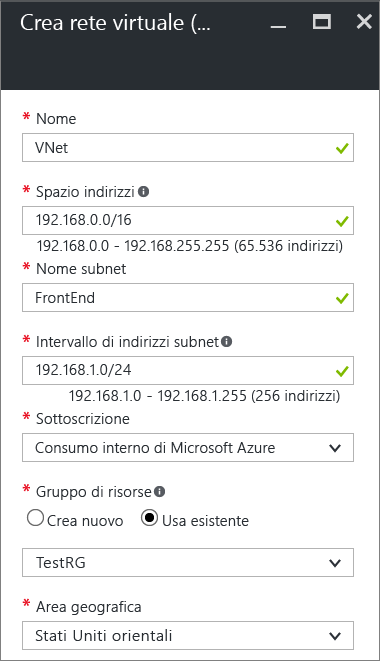 Crea rete virtuale (...
* Nome
VNet
* Spazio indirizzi
192.168.0.0/16
192.168.0.0 - 192.168.255.255 (65.536 indirizzi)
* Nome subnet
FrontEnd
* Intervallo di indirizzi subnet
192.168.1.0/24
192.168.1.0 - 192.168.1.255 (256 indirizzi)
* Sottoscrizione
Consumo interno di Microsoft Azure
* Gruppo di risorse
Crea nuovo Usa esistente
TestRG
* Area geografica
Stati Uniti orientali